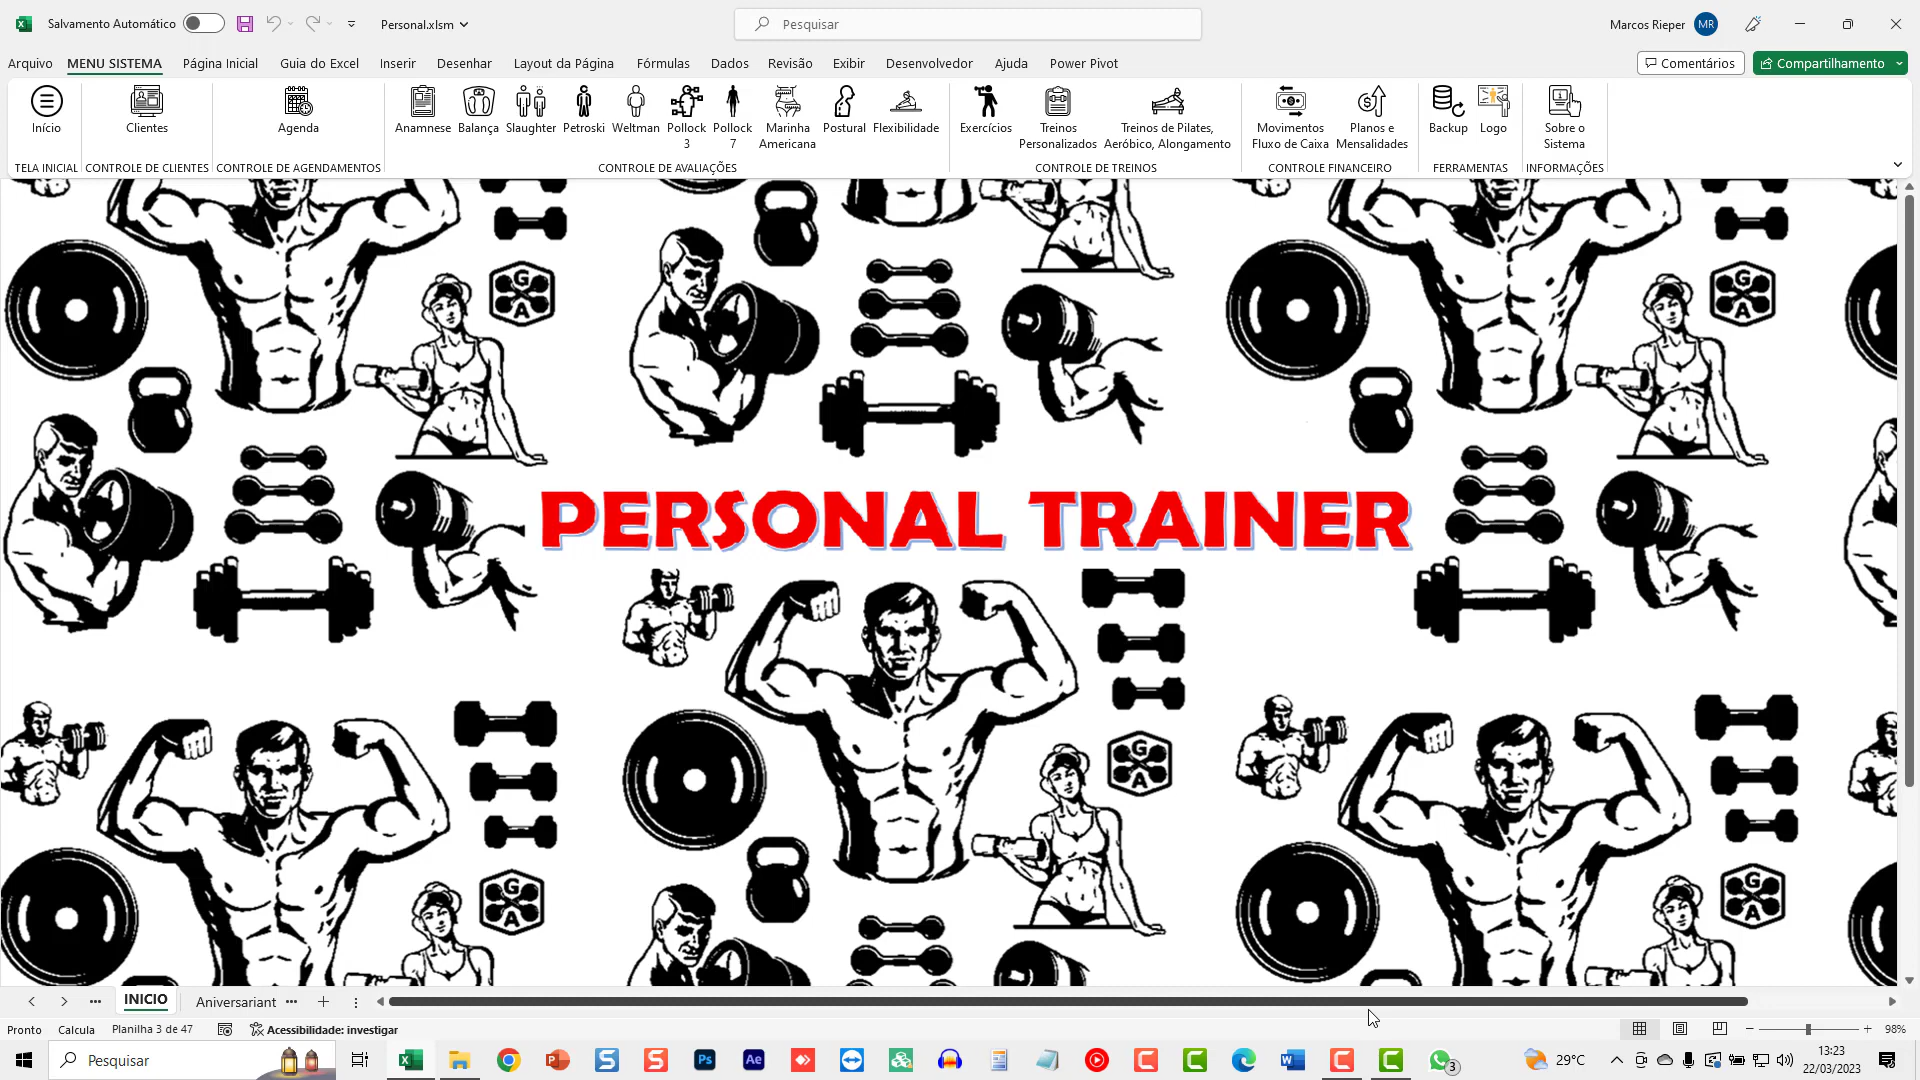 Salvamento Automático
Personal.xlsm
Pesquisar
Marcos Rieper
MR
Arquivo
MENU SISTEMA
Página Inicial
Guia do Excel
Inserir
Desenhar
Layout da Página
Fórmulas
Dados
Revisão
Exibir
Desenvolvedor
Ajuda
Power Pivot
Comentários
Compartilhamento
Início
Clientes
Agenda
Anamnese
Balança
Slaughter
Petroski
Weltman
Pollock
3
Pollock
7
Marinha
Americana
Postural
Flexibilidade
Exercícios
Treinos
Personalizados
Treinos de Pilates,
Aeróbico, Alongamento
Movimentos
Fluxo de Caixa
Planos e
Mensalidades
Backup
Logo
Sobre o
Sistema
TELA INICIAL
CONTROLE DE CLIENTES
CONTROLE DE AGENDAMENTOS
CONTROLE DE AVALIAÇÕES
CONTROLE DE TREINOS
CONTROLE FINANCEIRO
FERRAMENTAS
INFORMAÇÕES
G
A
G
A
PERSONAL TRAINER
G
A
G
A
G
A
INICIO
Aniversariant
Pronto
Calcula
Planilha 3 de 47
Acessibilidade: investigar
98%
Pesquisar
Ps
Ae
3
29°C
13:23
22/03/2023